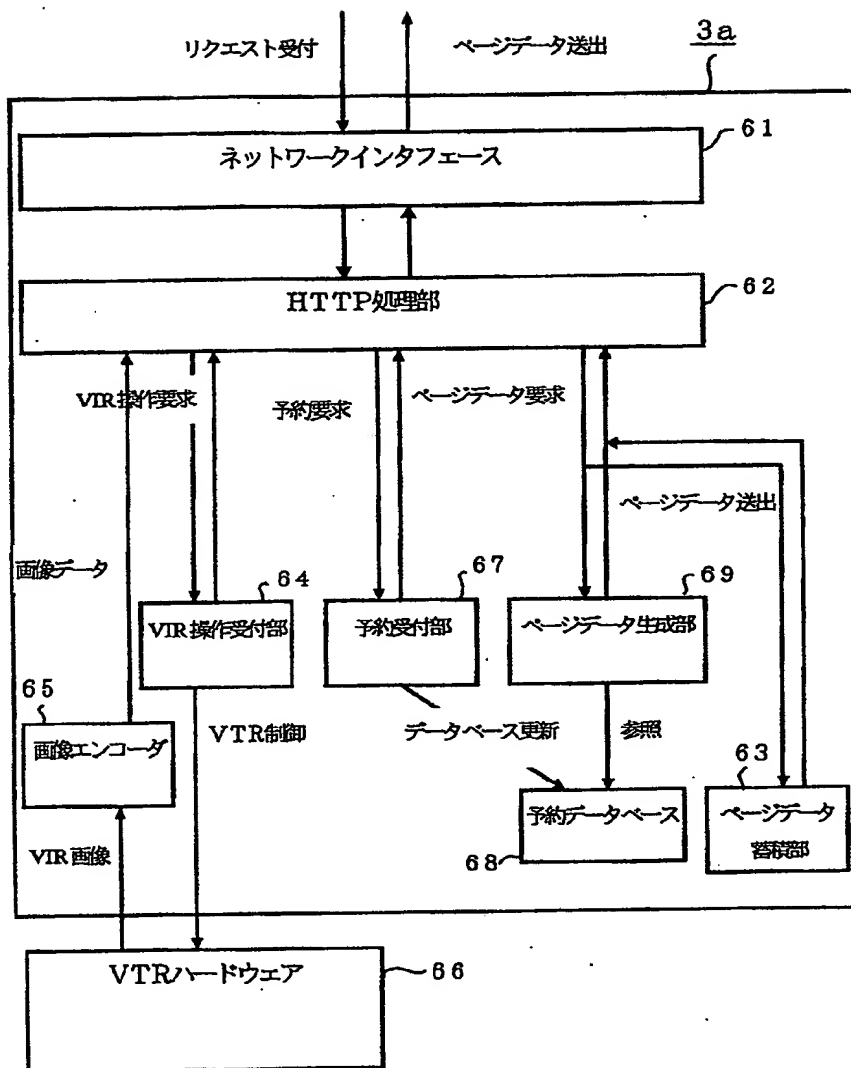 リクエスト受付
ページデータ送出
3a
ネットワークインタフェース
61
HTTP処理部
62
VTR操作要求
予約要求
ページデータ要求
ページデータ送出
画像データ
64
VTR操作受付部
67
予約受付部
69
ページデータ生成部
65
画像エンコーダ
VTR制御
データベース更新
参照
63
ページデータ
蓄積部
予約データベース
68
VTR画像
VTRハードウェア
66